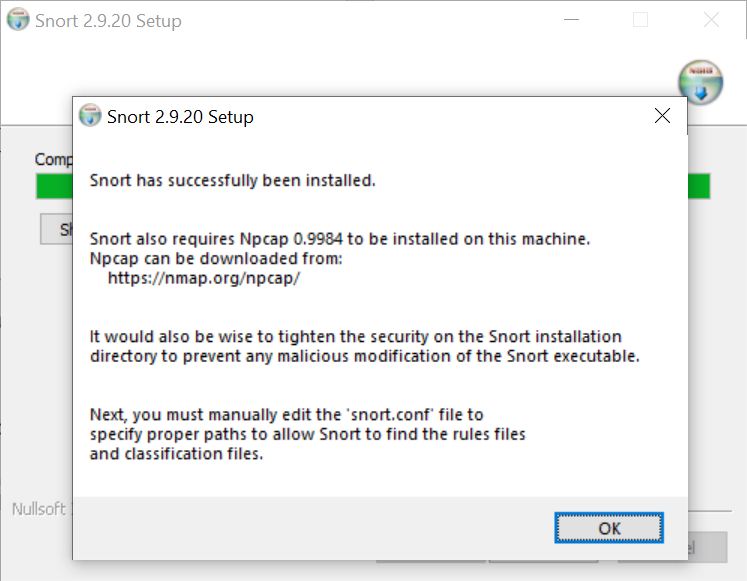 Snort 2.9.20 Setup
Snort 2.9.20 Setup
Snort has successfully been installed.
Snort also requires Npcap 0.9984 to be installed on this machine.
Npcap can be downloaded from:
https://nmap.org/npcap/
It would also be wise to tighten the security on the Snort installation
directory to prevent any malicious modification of the Snort executable.
Next, you must manually edit the 'snort.conf' file to
specify proper paths to allow Snort to find the rules files
and classification files.
OK
Nullsoft